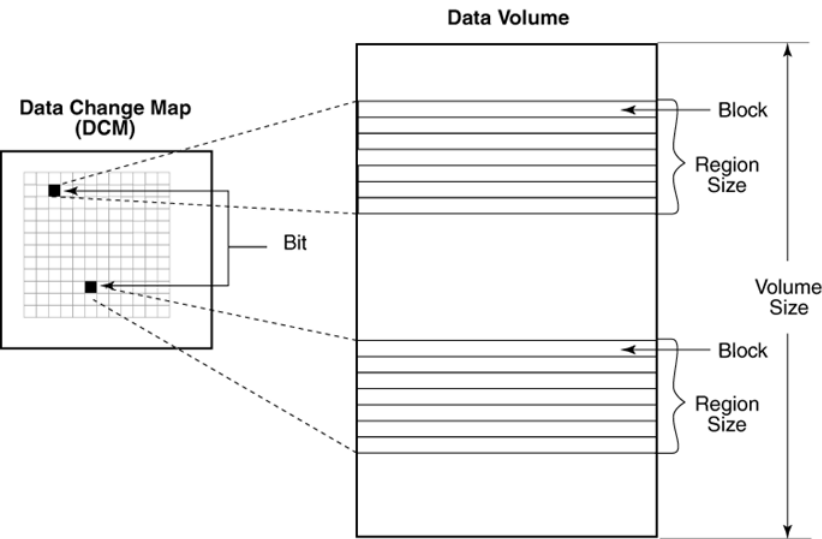 Data Volume
Data Change Map
(DCM)
Block
Region
Size
Bit
Volume
Size
Block
Region
Size